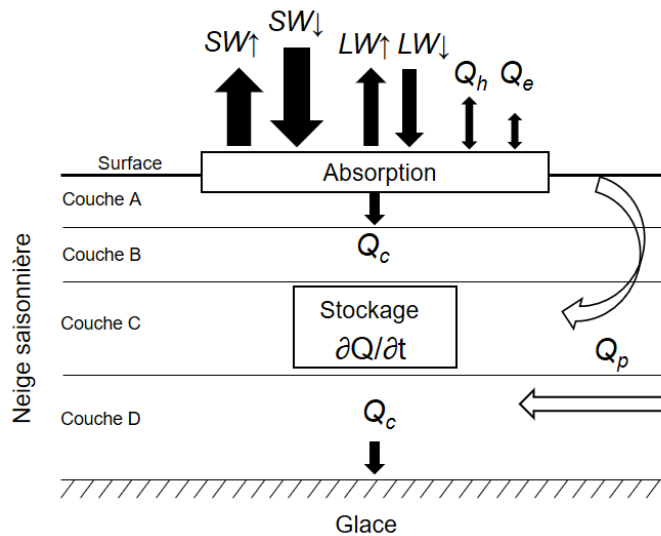 SW↑ SW↓ LW↑ LW↓ Qh Qe
Surface
Absorption
Couche A
Couche B
Qc
Neige saisonnière
Couche C
Stockage
∂Q/∂t
Qp
Couche D
Qc
Glace